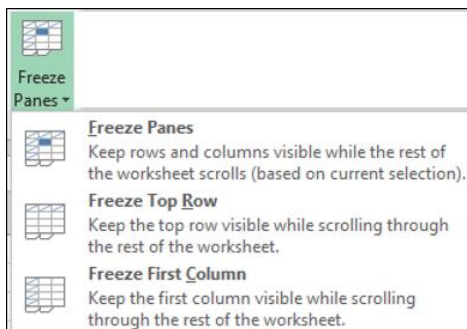 Freeze
Panes
Freeze Panes
Keep rows and columns visible while the rest of
the worksheet scrolls (based on current selection).
Freeze Top Row
Keep the top row visible while scrolling through
the rest of the worksheet.
Freeze First Column
Keep the first column visible while scrolling
through the rest of the worksheet.